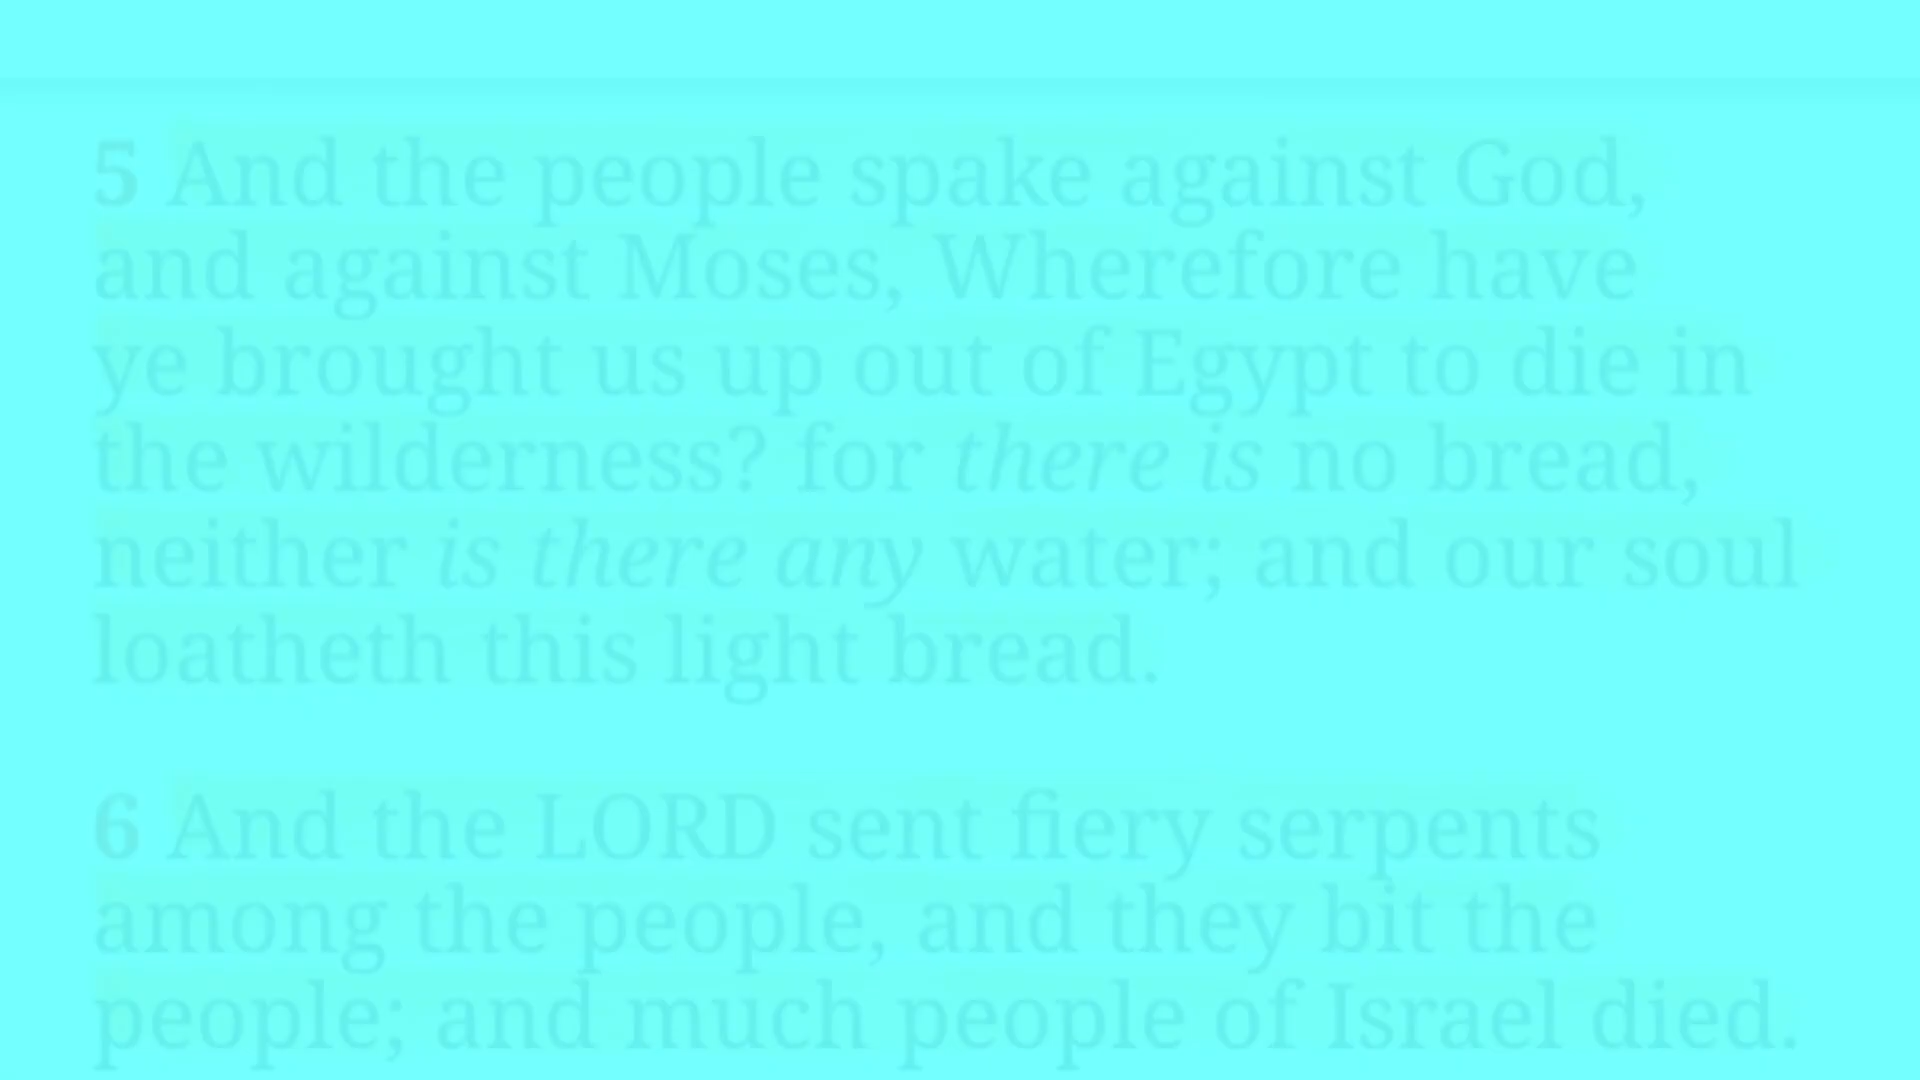 5 And the people spake against God,
and against Moses, Wherefore have
ye brought us up out of Egypt to die in
the wilderness? for there is no bread,
neither is there any water; and our soul
loatheth this light bread.
6 And the LORD sent fiery serpents
among the people, and they bit the
people; and much people of Israel died.